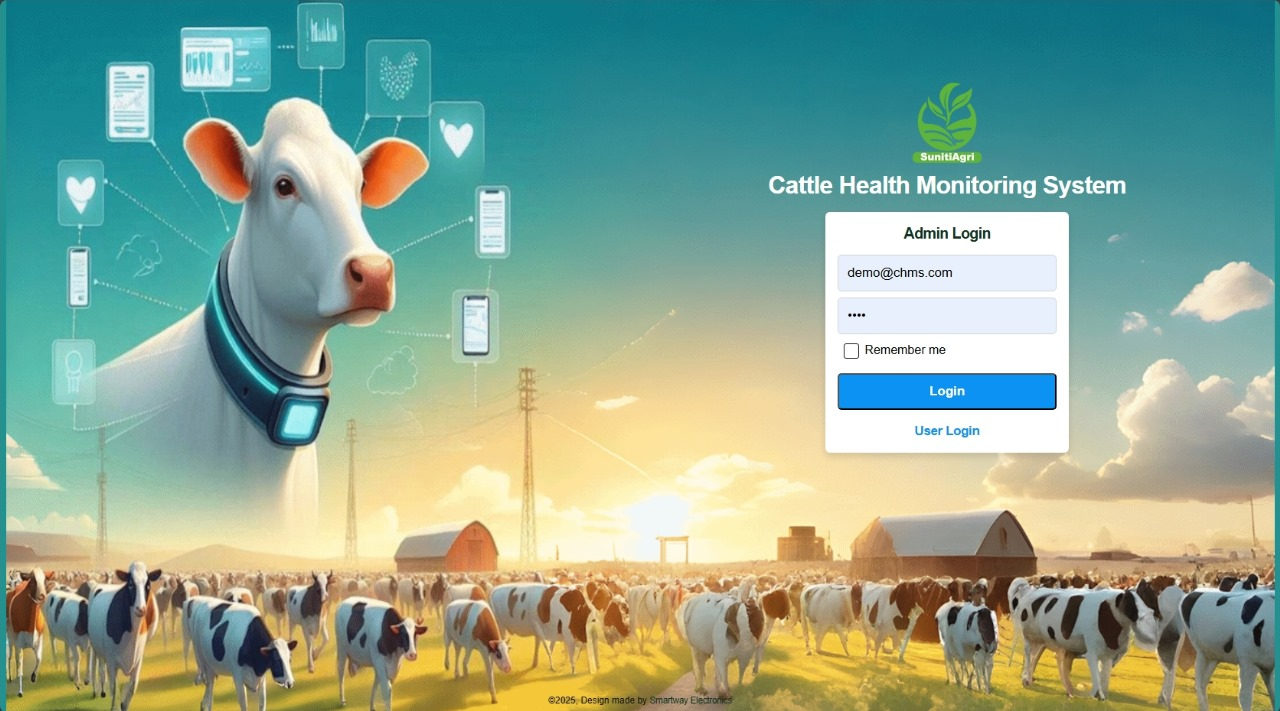 SunitiAgri
Cattle Health Monitoring System
Admin Login
demo@chms.com
Remember me
Login
User Login
©2025, Design made by Smartway Electronics